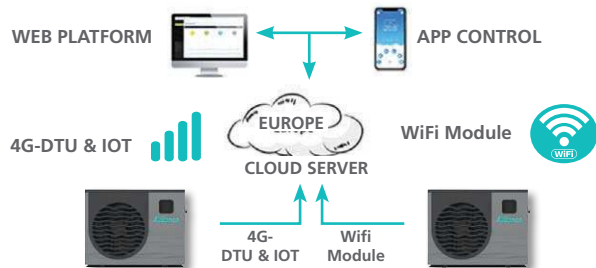 WEB PLATFORM
APP CONTROL
EUROPE
4G-DTU & IOT
WiFi Module
WiFi
CLOUD SERVER
4G-
DTU & IOT
Wifi
Module